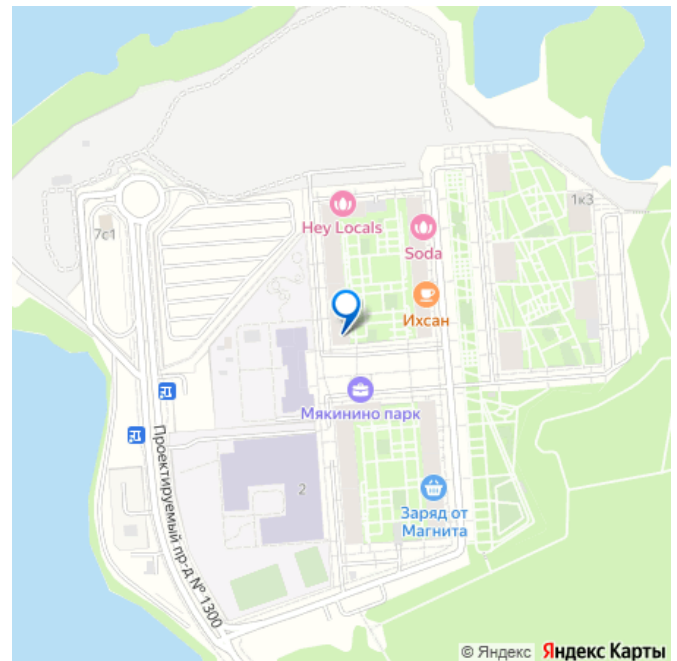 1к3
7с1
Hey Locals
Soda
Ихсан
Мякинино парк
Проектируемый пр-д № 1300
2
Заряд от
Магнита
© Яндекс Яндекс Карты